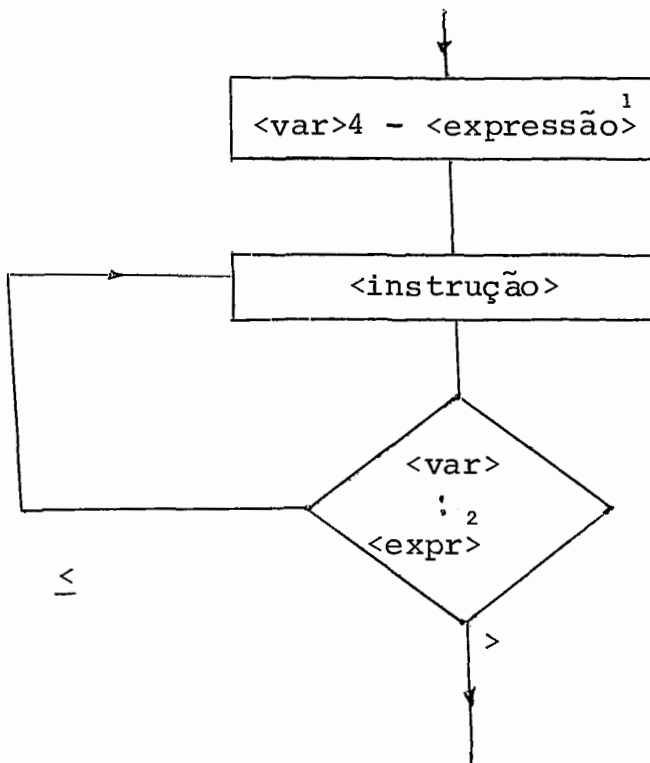 1
<var>4 - <expressão>
<instrução>
<var>
:
2
<expr>
≤
>